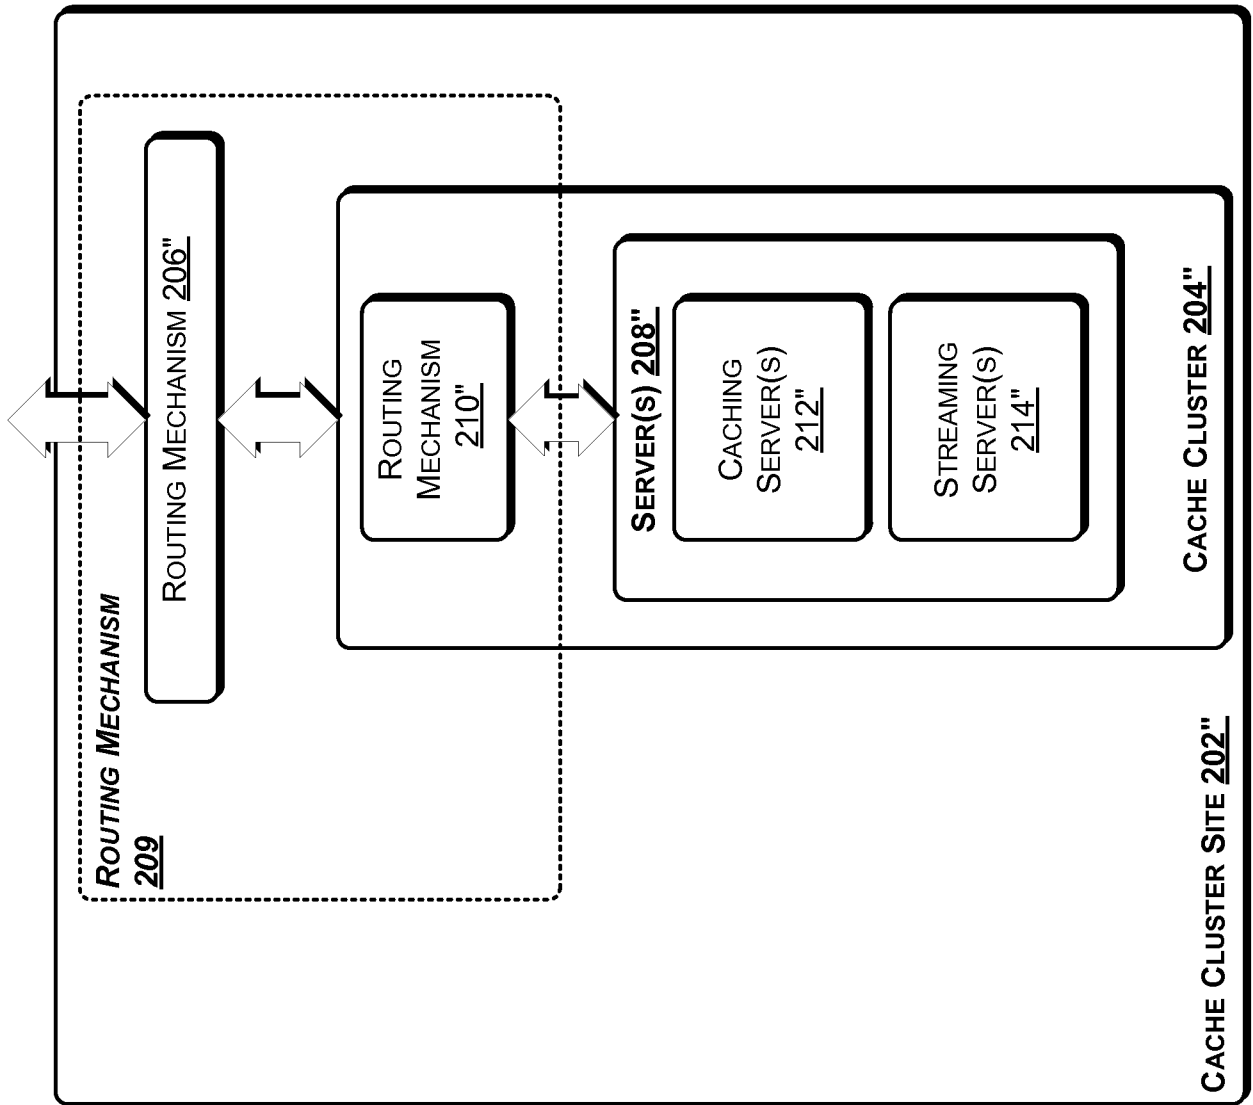 ROUTING MECHANISM
209
ROUTING MECHANISM 206"
ROUTING
MECHANISM
210"
SERVER(S) 208"
CACHING
SERVER(S)
212"
STREAMING
SERVER(S)
214"
CACHE CLUSTER 204"
CACHE CLUSTER SITE 202"